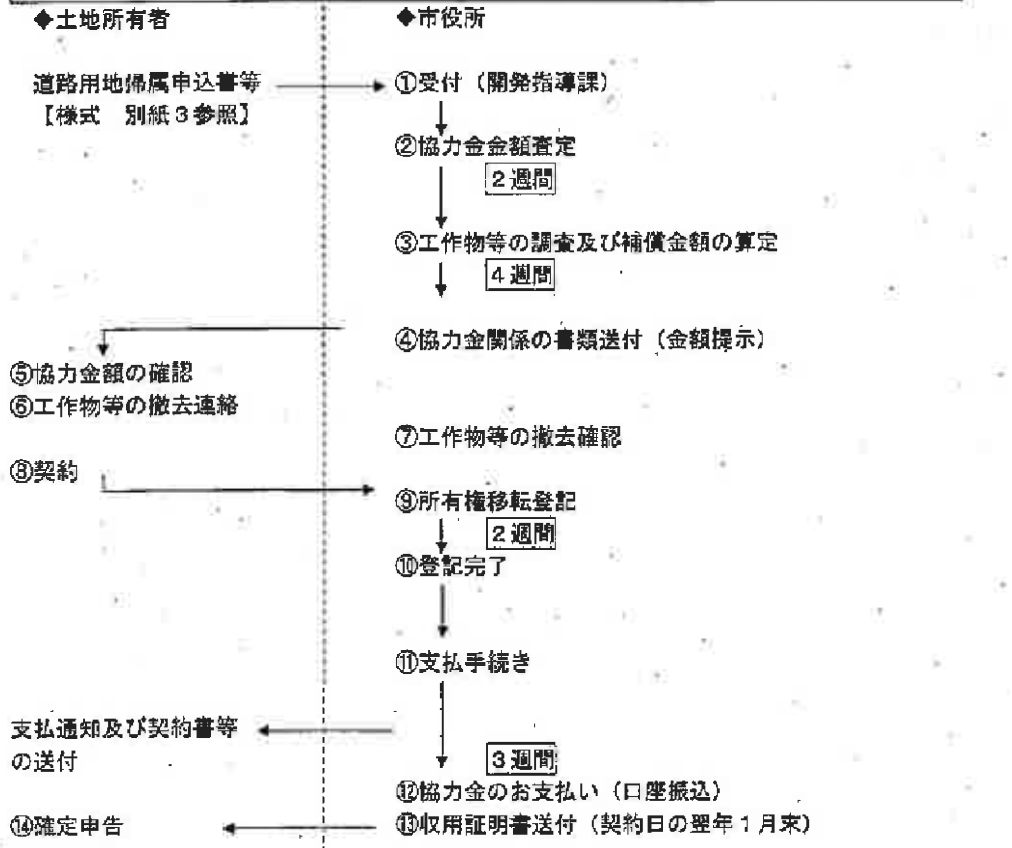 ◆土地所有者
◆市役所
道路用地帰属申込書等
【様式 別紙3参照】
①受付（開発指導課）
②協力金金額査定
2週間
③工作物等の調査及び補償金額の算定
4週間
④協力金関係の書類送付（金額提示）
⑤協力金額の確認
⑥工作物等の撤去連絡
⑦工作物等の撤去確認
⑧契約
⑨所有権移転登記
2週間
⑩登記完了
⑪支払手続き
支払通知及び契約書等
の送付
3週間
⑫協力金のお支払い（口座振込）
⑬収用証明書送付（契約日の翌年1月末）
⑭確定申告